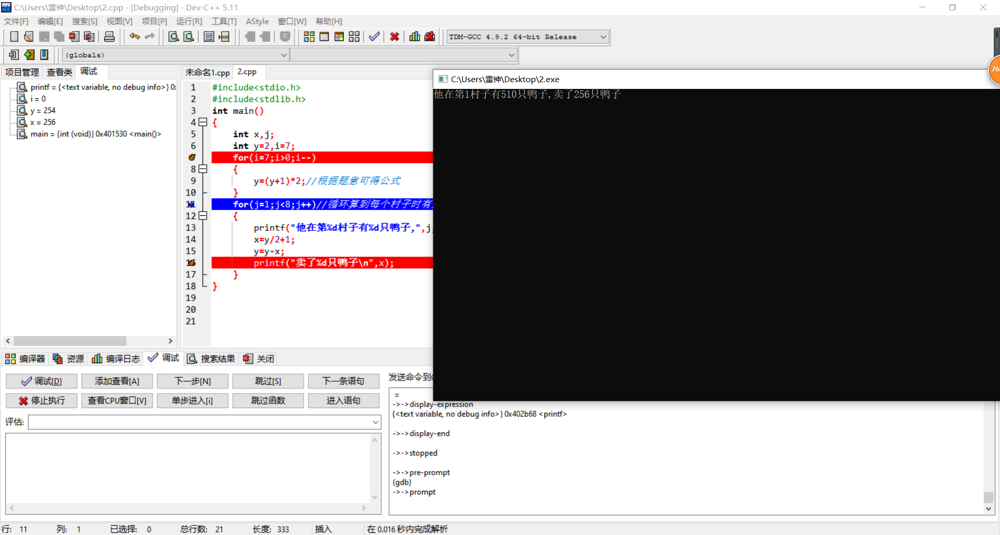 C:\Users\雷神\Desktop\2.cpp - [Debugging] - Dev-C++ 5.11
文件[F] 编辑[E] 搜索[S] 视图[V] 项目[P] 运行[R] 工具[T] AStyle 窗口[W] 帮助[H]
TDM-GCC 4.9.2 64-bit Release
(globals)
项目管理 查看类 调试
printf = {<text variable, no debug info>} 0
i = 0
y = 254
x = 256
main = {int (void)} 0x401530 <main()>
未命名1.cpp 2.cpp
1 #include<stdio.h>
2 #include<stdlib.h>
3 int main()
4 {
5 int x,j;
6 int y=2,i=7;
for(i=7;i>0;i--)
8 {
9 y=(y+1)*2;//根据题意可得公式
10 }
11 for(j=1;j<8;j++)//循环算到每个村子时有
12 {
13 printf("他在第%d村子有%d只鸭子,",j,
14 x=y/2+1;
15 y=y-x;
16 printf("卖了%d只鸭子\n",x);
17 }
18 }
19
20
21
C:\Users\雷神\Desktop\2.exe
他在第1村子有510只鸭子,卖了256只鸭子
76
编译器 资源 编译日志 调试 搜索结果 关闭
调试[D] 添加查看[A] 下一步[N] 跳过[S] 下一条语句
停止执行 查看CPU窗口[V] 单步进入[i] 跳过函数 进入语句
评估:
发送命令到
=
->->display-expression
{<text variable, no debug info>} 0x402b68 <printf>
->->display-end
->->stopped
->->pre-prompt
(gdb)
->->prompt
行: 11 列: 1 已选择: 0 总行数: 21 长度: 333 插入 在 0.016 秒内完成解析